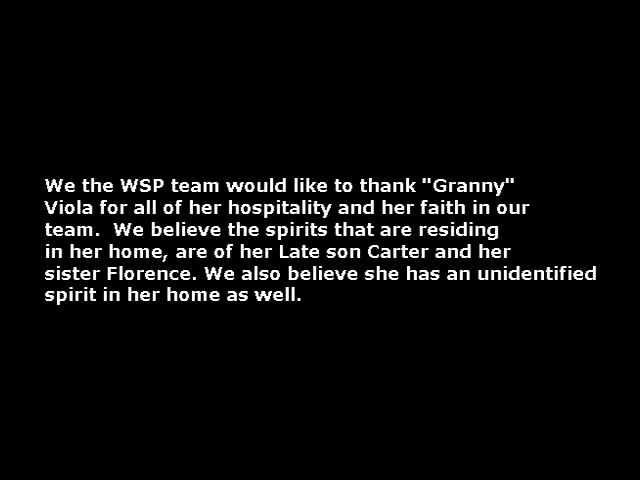 We the WSP team would like to thank "Granny"
Viola for all of her hospitality and her faith in our
team.  We believe the spirits that are residing
in her home, are of her Late son Carter and her
sister Florence. We also believe she has an unidentified
spirit in her home as well.